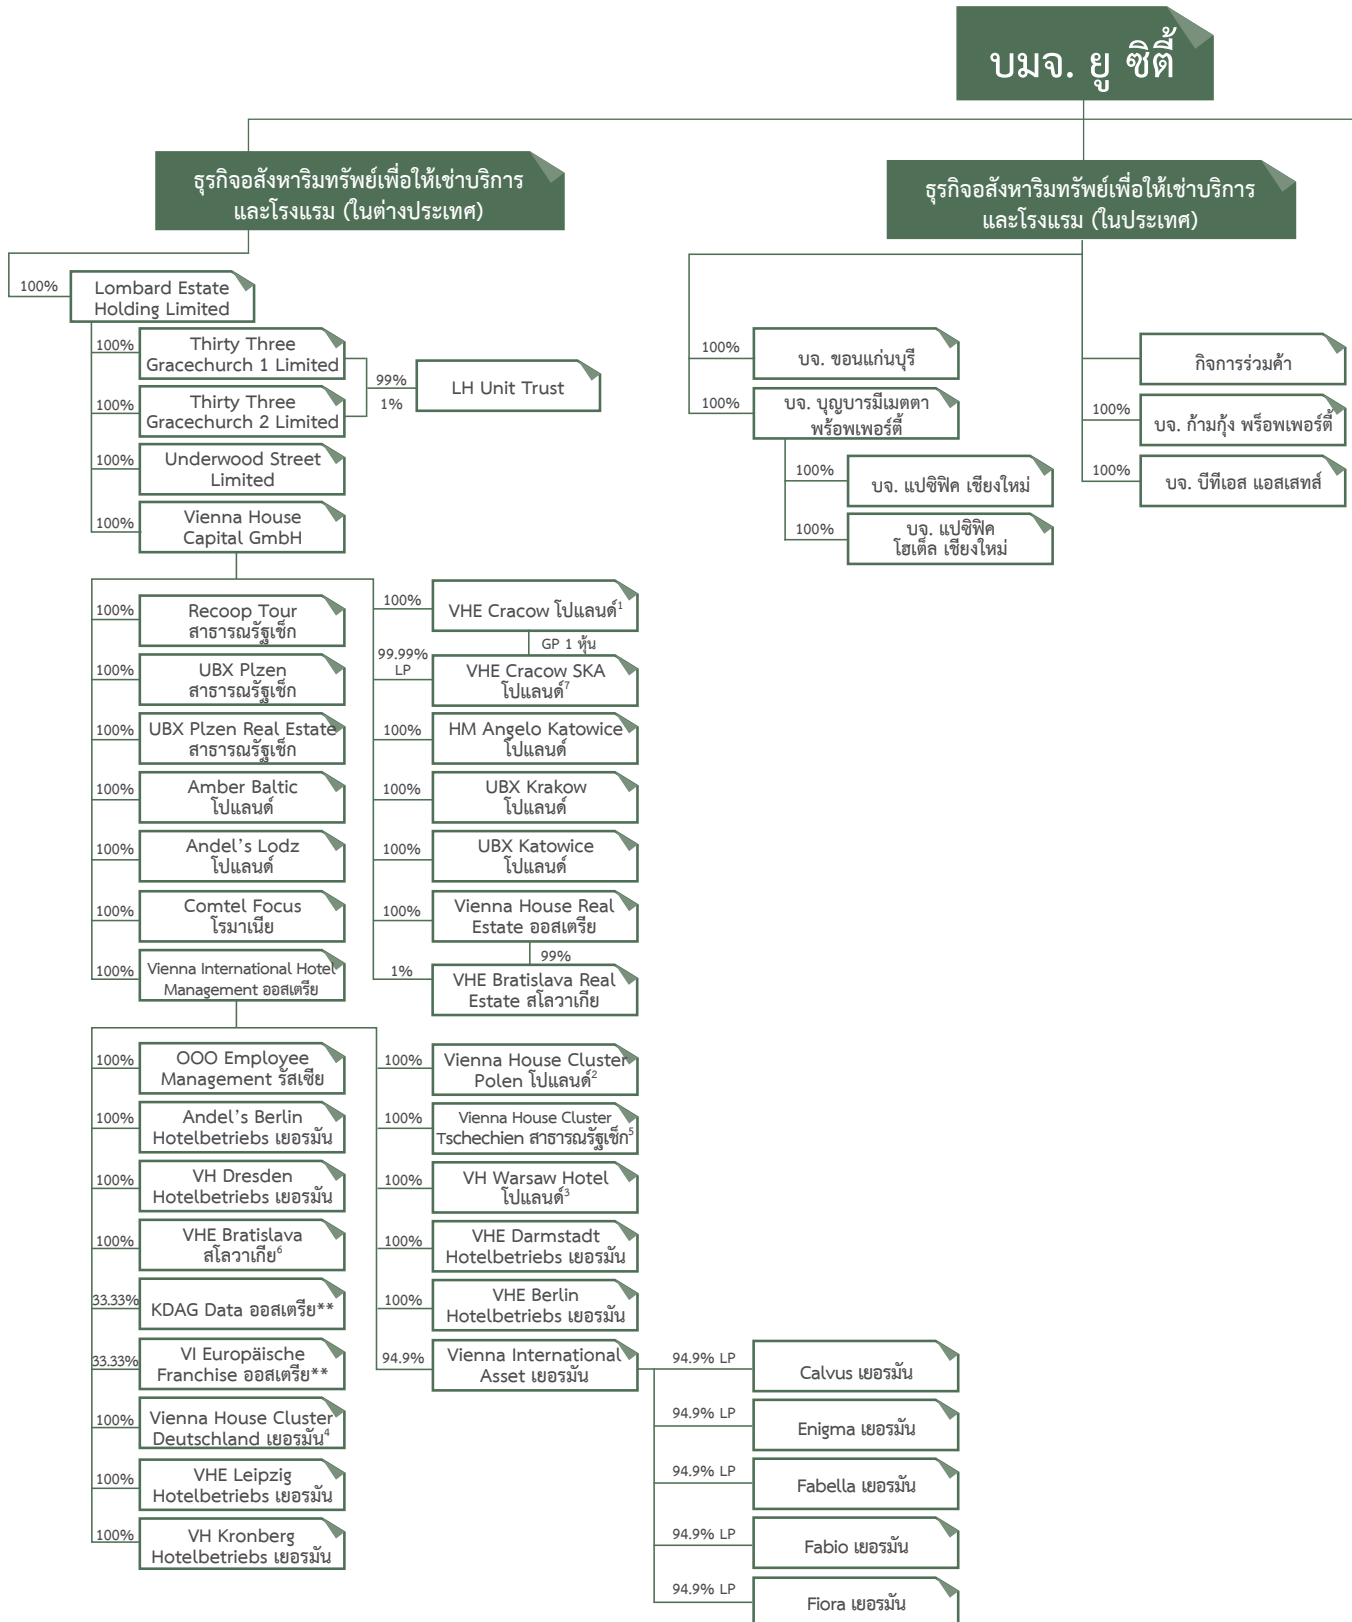 บมจ. ยู ซิตี้
ธุรกิจอสังหาริมทรัพย์เพื่อให้เช่าบริการ
และโรงแรม (ในต่างประเทศ)
100%
Lombard Estate
Holding Limited
100%
Thirty Three
Gracechurch 1 Limited
100%
Thirty Three
Gracechurch 2 Limited
99%
1%
LH Unit Trust
100%
Underwood Street
Limited
100%
Vienna House
Capital GmbH
100%
Recoop Tour
สาธารณรัฐเช็ก
100%
UBX Plzen
สาธารณรัฐเช็ก
100%
UBX Plzen Real Estate
สาธารณรัฐเช็ก
100%
Amber Baltic
โปแลนด์
100%
Andel's Lodz
โปแลนด์
100%
Comtel Focus
โรมาเนีย
100%
Vienna International Hotel
Management ออสเตรีย
100%
VHE Cracow โปแลนด์¹
GP 1 หุ้น
99.99%
LP
VHE Cracow SKA
โปแลนด์⁷
100%
HM Angelo Katowice
โปแลนด์
100%
UBX Krakow
โปแลนด์
100%
UBX Katowice
โปแลนด์
100%
Vienna House Real
Estate ออสเตรีย
99%
1%
VHE Bratislava Real
Estate สโลวาเกีย
100%
OOO Employee
Management รัสเซีย
100%
Andel's Berlin
Hotelbetriebs เยอรมัน
100%
VH Dresden
Hotelbetriebs เยอรมัน
100%
VHE Bratislava
สโลวาเกีย⁶
33.33%
KDAG Data ออสเตรีย**
33.33%
VI Europäische
Franchise ออสเตรีย**
100%
Vienna House Cluster
Deutschland เยอรมัน⁴
100%
VHE Leipzig
Hotelbetriebs เยอรมัน
100%
VH Kronberg
Hotelbetriebs เยอรมัน
100%
Vienna House Cluster
Polen โปแลนด์²
100%
Vienna House Cluster
Tschechien สาธารณรัฐเช็ก⁵
100%
VH Warsaw Hotel
โปแลนด์³
100%
VHE Darmstadt
Hotelbetriebs เยอรมัน
100%
VHE Berlin
Hotelbetriebs เยอรมัน
94.9%
Vienna International
Asset เยอรมัน
94.9% LP
Calvus เยอรมัน
94.9% LP
Enigma เยอรมัน
94.9% LP
Fabella เยอรมัน
94.9% LP
Fabio เยอรมัน
94.9% LP
Fiora เยอรมัน
ธุรกิจอสังหาริมทรัพย์เพื่อให้เช่าบริการ
และโรงแรม (ในประเทศ)
100%
บจ. ขอนแก่นบุรี
100%
บจ. บุญบารมีเมตตา
พร้อพเพอร์ตี้
100%
บจ. แปซิฟิค เชียงใหม่
100%
บจ. แปซิฟิค
โฮเต็ล เชียงใหม่
กิจการร่วมค้า
100%
บจ. ก้ามกุ้ง พร็อพเพอร์ตี้
100%
บจ. บีทีเอส แอสเสทส์